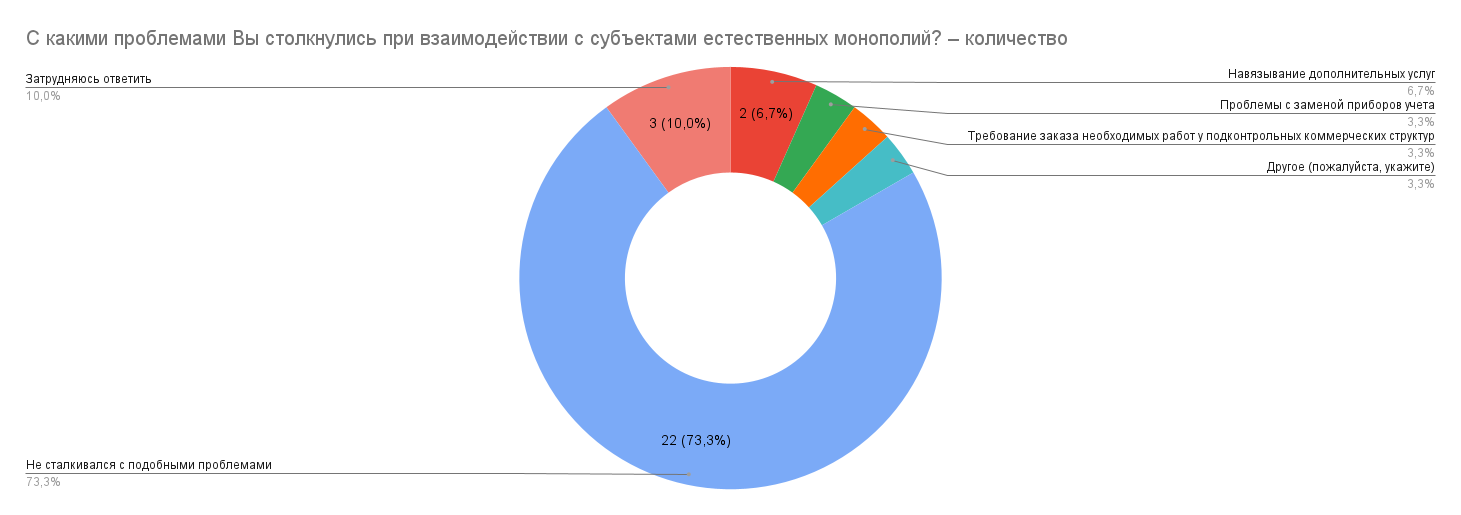 С какими проблемами Вы столкнулись при взаимодействии с субъектами естественных монополий? – количество
Затрудняюсь ответить
10,0%
Навязывание дополнительных услуг
6,7%
Проблемы с заменой приборов учета
3,3%
Требование заказа необходимых работ у подконтрольных коммерческих структур
3,3%
Другое (пожалуйста, укажите)
3,3%
3 (10,0%)
2 (6,7%)
22 (73,3%)
Не сталкивался с подобными проблемами
73,3%